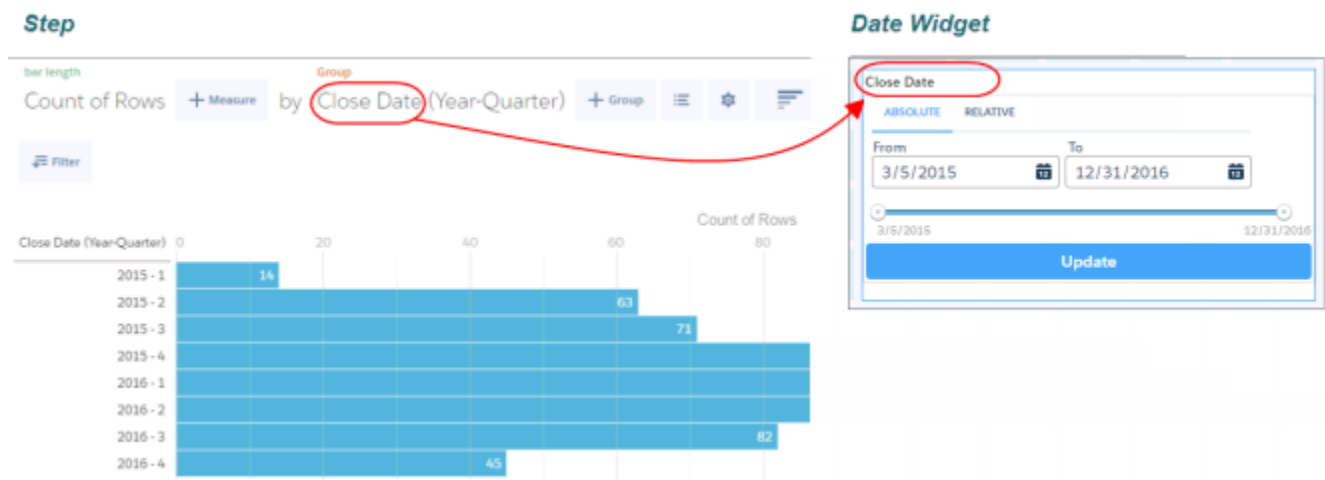 Step
Date Widget
bar length
Group
Count of Rows + Measure by Close Date (Year-Quarter) + Group
Filter
Close Date
ABSOLUTE RELATIVE
From To
3/5/2015 12 12/31/2016 12
3/5/2015 12/31/2016
Update
Count of Rows
Close Date (Year-Quarter) 0 20 40 60 80
2015 - 1 14
2015 - 2 63
2015 - 3 71
2015 - 4
2016 - 1
2016 - 2
2016 - 3 82
2016 - 4 45